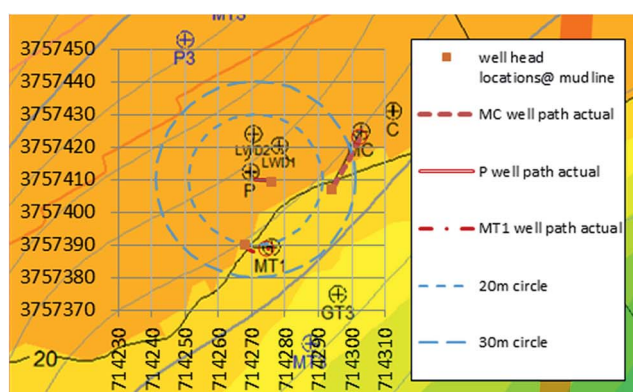 MT3
3757450
3757440
3757430
3757420
3757410
3757400
3757390
3757380
3757370
P3
C
LWD2
LWD1
MC
P
MT1
GT3
MT3
20
714230
714240
714250
714260
714270
714280
714290
714300
714310
well head
locations@ mudline
MC well path actual
P well path actual
MT1 well path actual
20m circle
30m circle